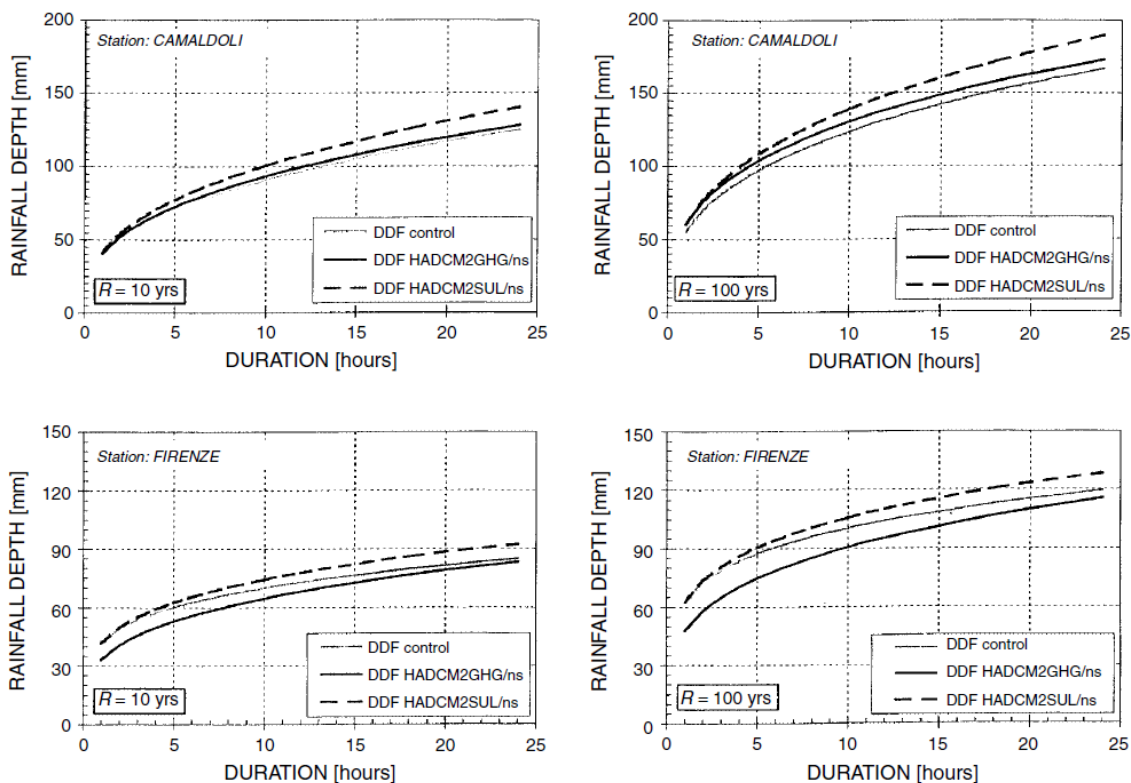 200
150
100
50
0
RAINFALL DEPTH [mm]
Station: CAMALDOLI
R = 10 yrs
DDF control
DDF HADCM2GHG/ns
DDF HADCM2SUL/ns
0 5 10 15 20 25
DURATION [hours]
200
150
100
50
0
RAINFALL DEPTH [mm]
Station: CAMALDOLI
R = 100 yrs
DDF control
DDF HADCM2GHG/ns
DDF HADCM2SUL/ns
0 5 10 15 20 25
DURATION [hours]
150
120
90
60
30
0
RAINFALL DEPTH [mm]
Station: FIRENZE
R = 10 yrs
DDF control
DDF HADCM2GHG/ns
DDF HADCM2SUL/ns
0 5 10 15 20 25
DURATION [hours]
150
120
90
60
30
0
RAINFALL DEPTH [mm]
Station: FIRENZE
R = 100 yrs
DDF control
DDF HADCM2GHG/ns
DDF HADCM2SUL/ns
0 5 10 15 20 25
DURATION [hours]